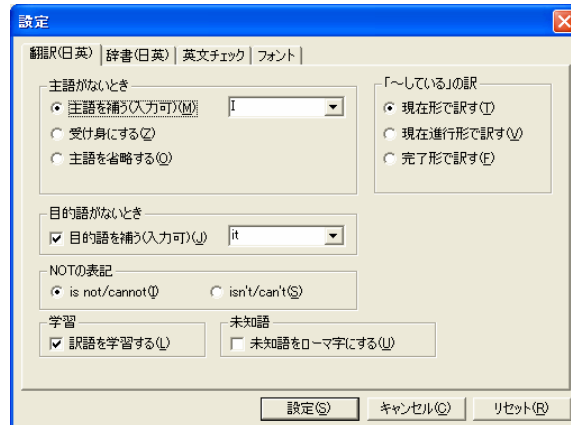 設定
翻訳(日英) 辞書(日英) 英文チェック フォント
主語がないとき
主語を補う(入力可)(M) I
受け身にする(Z)
主語を省略する(O)
「～している」の訳
現在形で訳す(T)
現在進行形で訳す(V)
完了形で訳す(F)
目的語がないとき
目的語を補う(入力可)(J) it
NOTの表記
is not/cannot(I) isn't/can't(S)
学習
訳語を学習する(L)
未知語
未知語をローマ字にする(U)
設定(S) キャンセル(C) リセット(R)